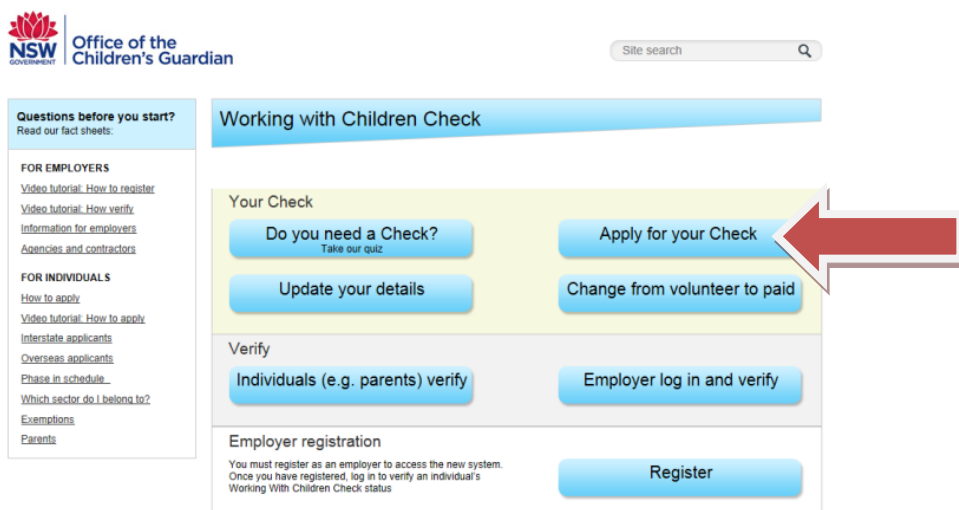 NSW
GOVERNMENT
Office of the
Children's Guardian
Site search
Questions before you start?
Read our fact sheets:
FOR EMPLOYERS
Video tutorial: How to register
Video tutorial: How verify
Information for employers
Agencies and contractors
FOR INDIVIDUALS
How to apply
Video tutorial: How to apply
Interstate applicants
Overseas applicants
Phase in schedule
Which sector do I belong to?
Exemptions
Parents
Working with Children Check
Your Check
Do you need a Check?
Take our quiz
Apply for your Check
Update your details
Change from volunteer to paid
Verify
Individuals (e.g. parents) verify
Employer log in and verify
Employer registration
You must register as an employer to access the new system.
Once you have registered, log in to verify an individual's
Working With Children Check status
Register